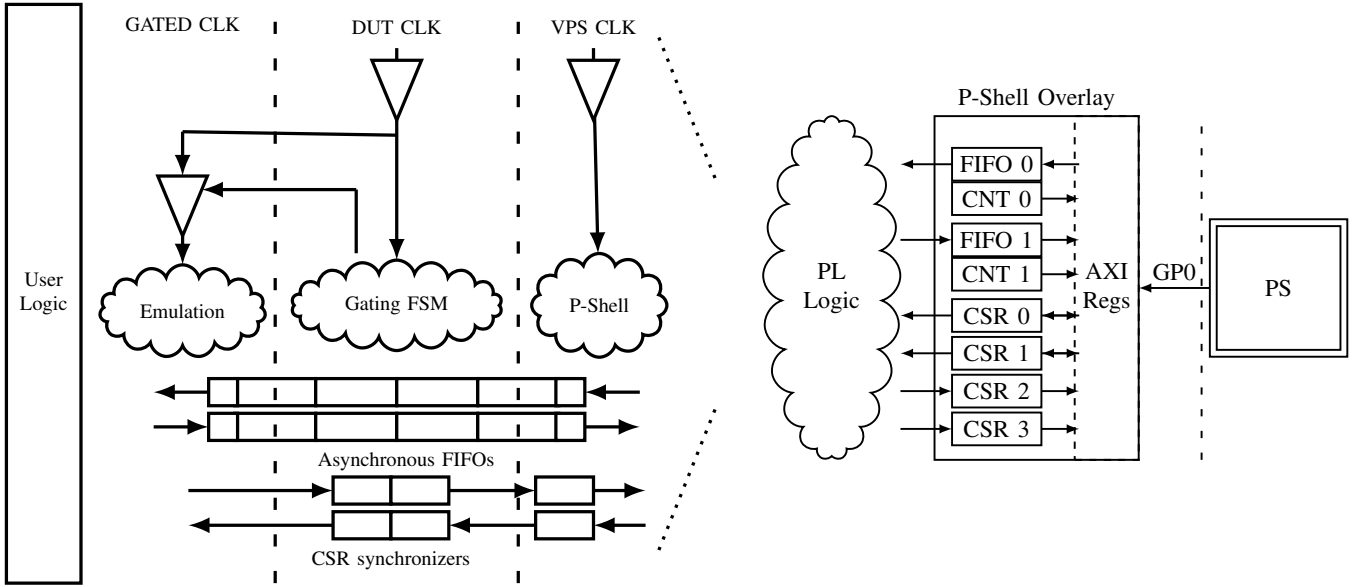 GATED CLK
DUT CLK
VPS CLK
User
Logic
Emulation
Gating FSM
P-Shell
Asynchronous FIFOs
CSR synchronizers
P-Shell Overlay
PL
Logic
FIFO 0
CNT 0
FIFO 1
CNT 1
CSR 0
CSR 1
CSR 2
CSR 3
AXI
Regs
GP0
PS